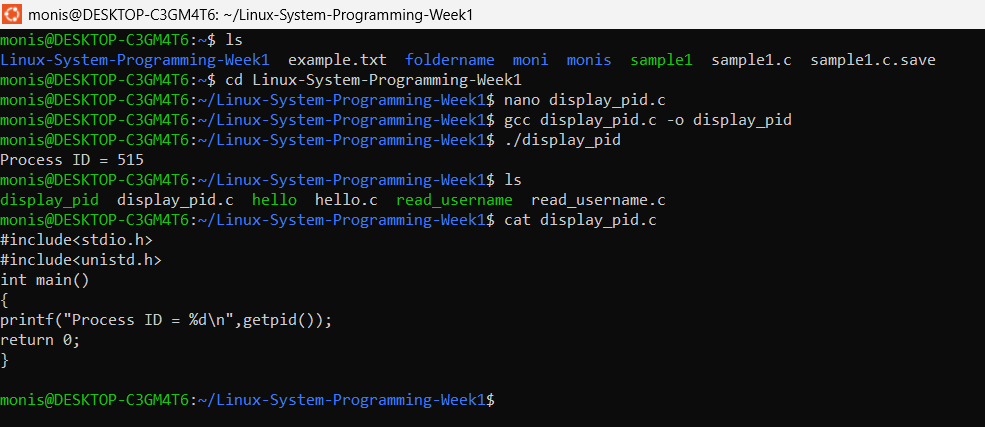 monis@DESKTOP-C3GM4T6: ~/Linux-System-Programming-Week1
monis@DESKTOP-C3GM4T6:~$ ls
Linux-System-Programming-Week1  example.txt  foldername  moni  monis  sample1  sample1.c  sample1.c.save
monis@DESKTOP-C3GM4T6:~$ cd Linux-System-Programming-Week1
monis@DESKTOP-C3GM4T6:~/Linux-System-Programming-Week1$ nano display_pid.c
monis@DESKTOP-C3GM4T6:~/Linux-System-Programming-Week1$ gcc display_pid.c -o display_pid
monis@DESKTOP-C3GM4T6:~/Linux-System-Programming-Week1$ ./display_pid
Process ID = 515
monis@DESKTOP-C3GM4T6:~/Linux-System-Programming-Week1$ ls
display_pid  display_pid.c  hello  hello.c  read_username  read_username.c
monis@DESKTOP-C3GM4T6:~/Linux-System-Programming-Week1$ cat display_pid.c
#include<stdio.h>
#include<unistd.h>
int main()
{
printf("Process ID = %d\n",getpid());
return 0;
}
monis@DESKTOP-C3GM4T6:~/Linux-System-Programming-Week1$